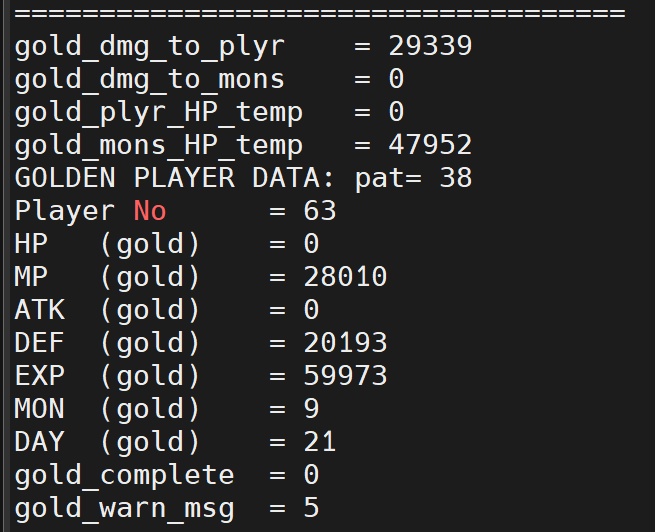 ====================================
gold_dmg_to_plyr    = 29339
gold_dmg_to_mons    = 0
gold_plyr_HP_temp   = 0
gold_mons_HP_temp   = 47952
GOLDEN PLAYER DATA: pat= 38
Player No      = 63
HP   (gold)    = 0
MP   (gold)    = 28010
ATK  (gold)    = 0
DEF  (gold)    = 20193
EXP  (gold)    = 59973
MON  (gold)    = 9
DAY  (gold)    = 21
gold_complete  = 0
gold_warn_msg  = 5